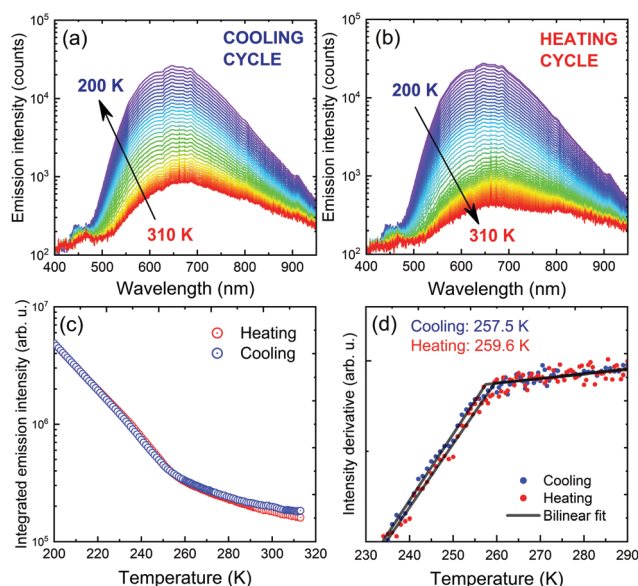 (a)
COOLING
CYCLE
200 K
310 K
Emission intensity (counts)
10^5
10^4
10^3
10^2
400 500 600 700 800 900
Wavelength (nm)
(b)
HEATING
CYCLE
200 K
310 K
Emission intensity (counts)
10^5
10^4
10^3
10^2
400 500 600 700 800 900
Wavelength (nm)
(c)
Heating
Cooling
Integrated emission intensity (arb. u.)
10^7
10^6
10^5
200 220 240 260 280 300 320
Temperature (K)
(d)
Cooling: 257.5 K
Heating: 259.6 K
Intensity derivative (arb. u.)
Cooling
Heating
Bilinear fit
230 240 250 260 270 280 290
Temperature (K)